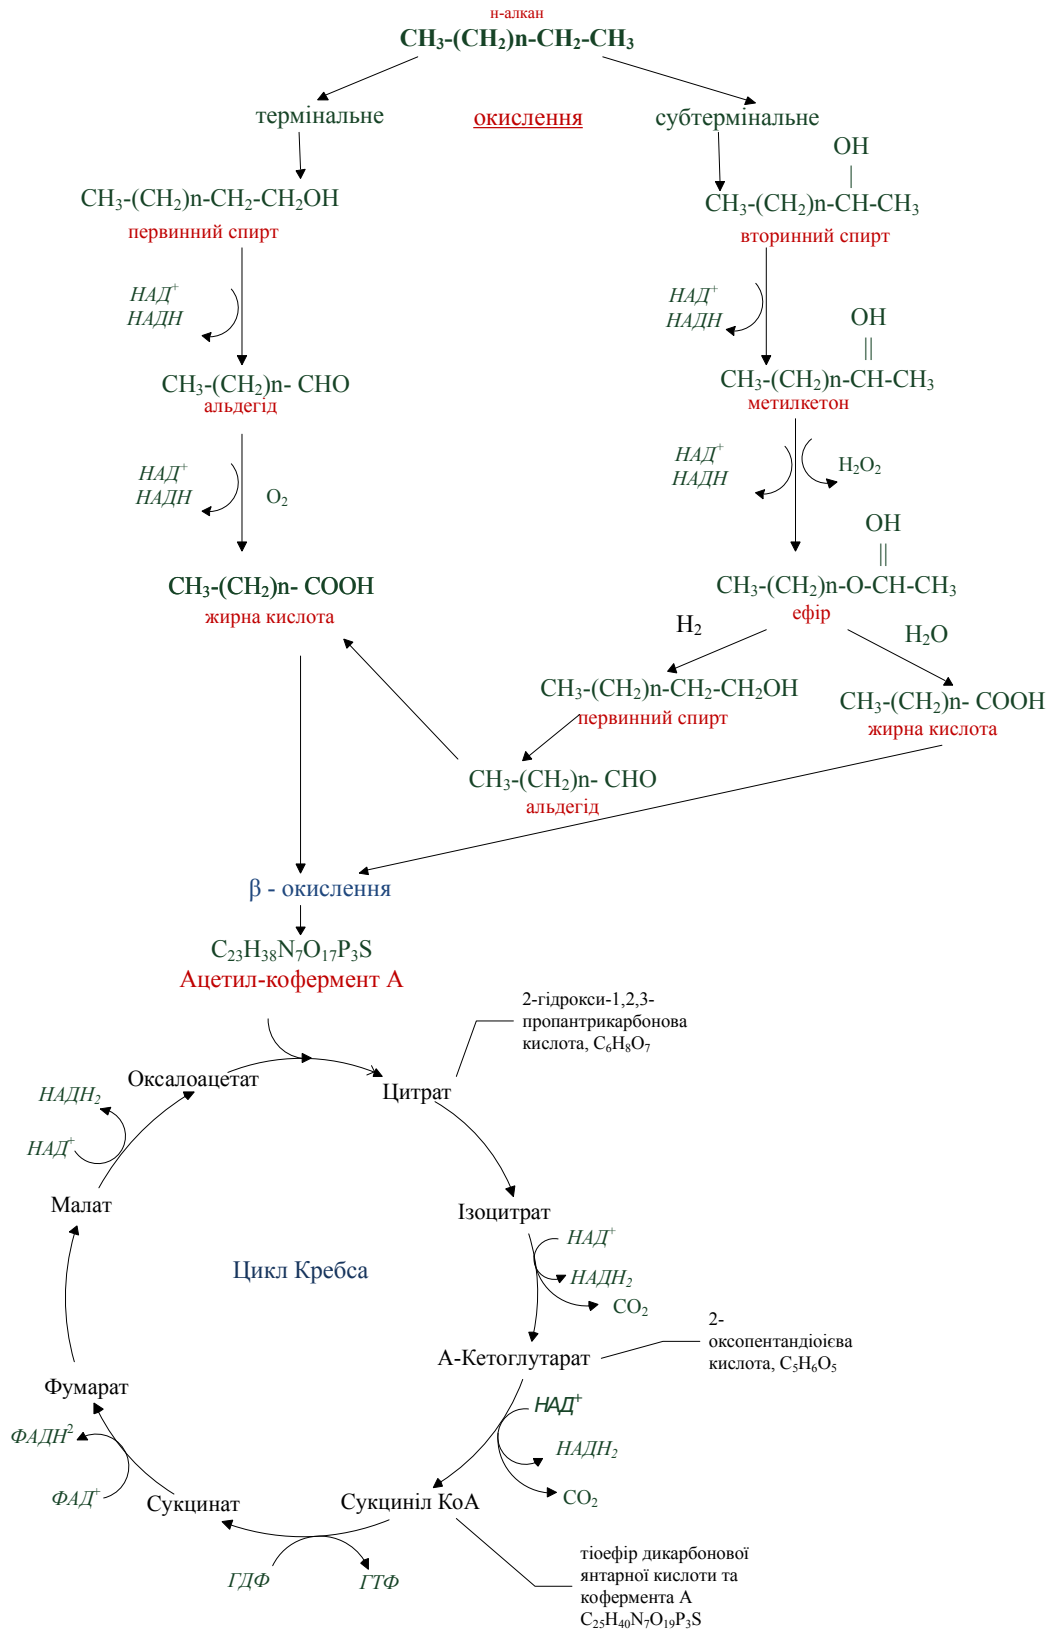 н-алкан
CH₃-(CH₂)n-CH₂-CH₃
термінальне
окислення
субтермінальне
OH
|
CH₃-(CH₂)n-CH₂-CH₂OH
CH₃-(CH₂)n-CH-CH₃
первинний спирт
вторинний спирт
НАД⁺
НАДН
НАД⁺
НАДН
OH
||
CH₃-(CH₂)n- CHO
CH₃-(CH₂)n-CH-CH₃
альдегід
метилкетон
НАД⁺
НАДН
O₂
НАД⁺
НАДН
H₂O₂
OH
||
CH₃-(CH₂)n- COOH
CH₃-(CH₂)n-O-CH-CH₃
жирна кислота
ефір
H₂
H₂O
CH₃-(CH₂)n-CH₂-CH₂OH
CH₃-(CH₂)n- COOH
первинний спирт
жирна кислота
CH₃-(CH₂)n- CHO
альдегід
β - окислення
C₂₃H₃₈N₇O₁₇P₃S
Ацетил-кофермент А
2-гідрокси-1,2,3-
пропантрикарбонова
кислота, C₆H₈O₇
Оксалоацетат
Цитрат
НАДН₂
НАД⁺
Малат
Ізоцитрат
НАД⁺
НАДН₂
CO₂
Цикл Кребса
2-
оксопентандіоієва
кислота, C₅H₆O₅
А-Кетоглутарат
Фумарат
НАД⁺
НАДН₂
CO₂
ФАДН²
ФАД⁺
Сукцинат
Сукциніл КоА
ГДФ
ГТФ
тіоефір дикарбонової
янтарної кислоти та
кофермента А
C₂₅H₄₀N₇O₁₉P₃S